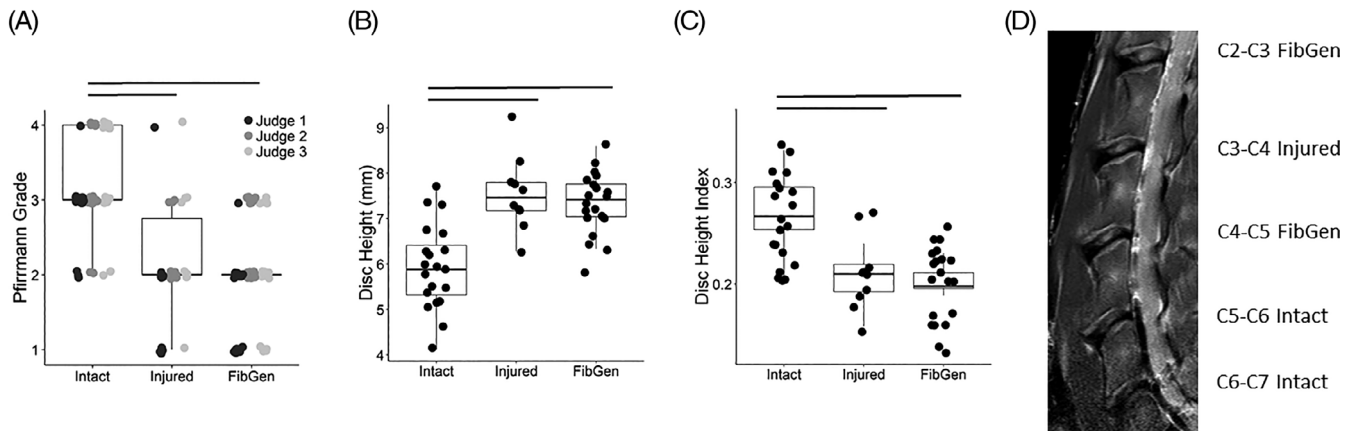 (A)
Pfirrmann Grade
4
3
2
1
Judge 1
Judge 2
Judge 3
Intact Injured FibGen
(B)
Disc Height (mm)
9
8
7
6
5
4
Intact Injured FibGen
(C)
Disc Height Index
0.3
0.2
Intact Injured FibGen
(D)
C2-C3 FibGen
C3-C4 Injured
C4-C5 FibGen
C5-C6 Intact
C6-C7 Intact